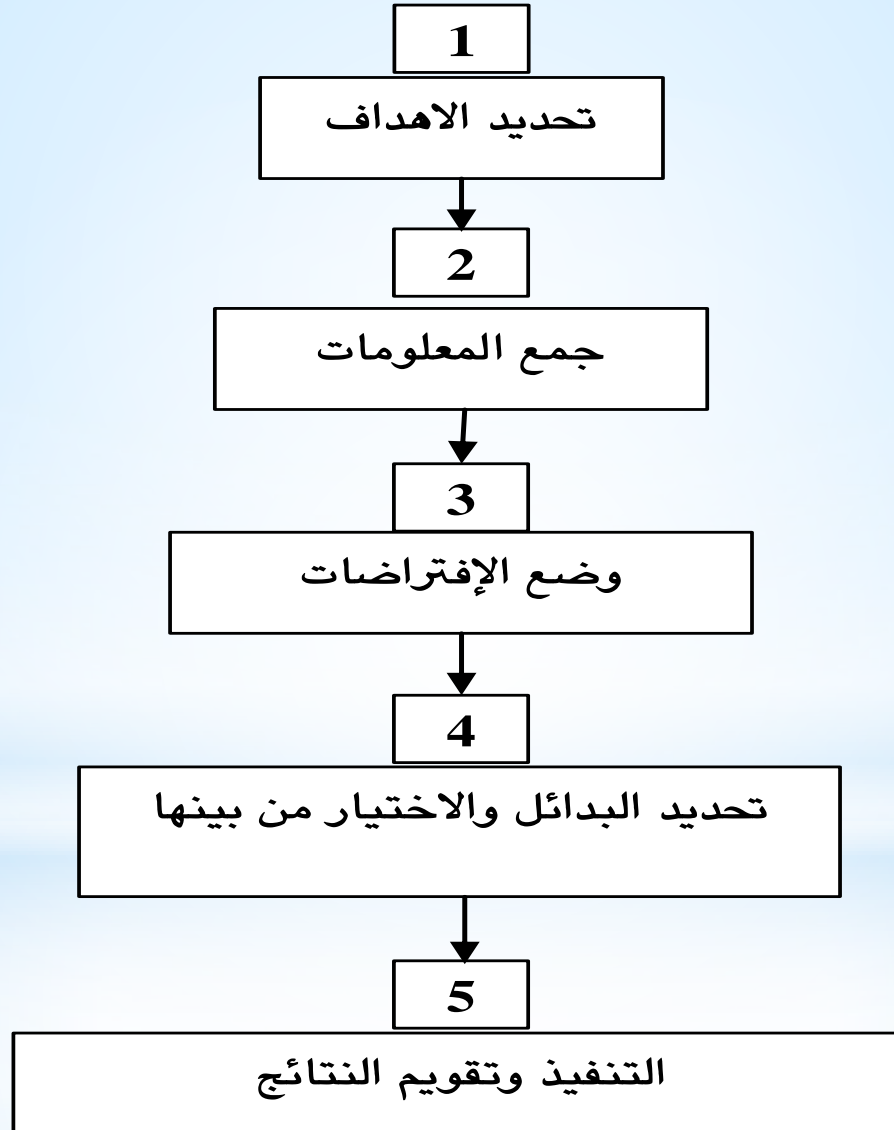 1
تحديد الاهداف
2
جمع المعلومات
3
وضع الإفتراضات
4
تحديد البدائل والاختيار من بينها
5
التنفيذ وتقويم النتائج